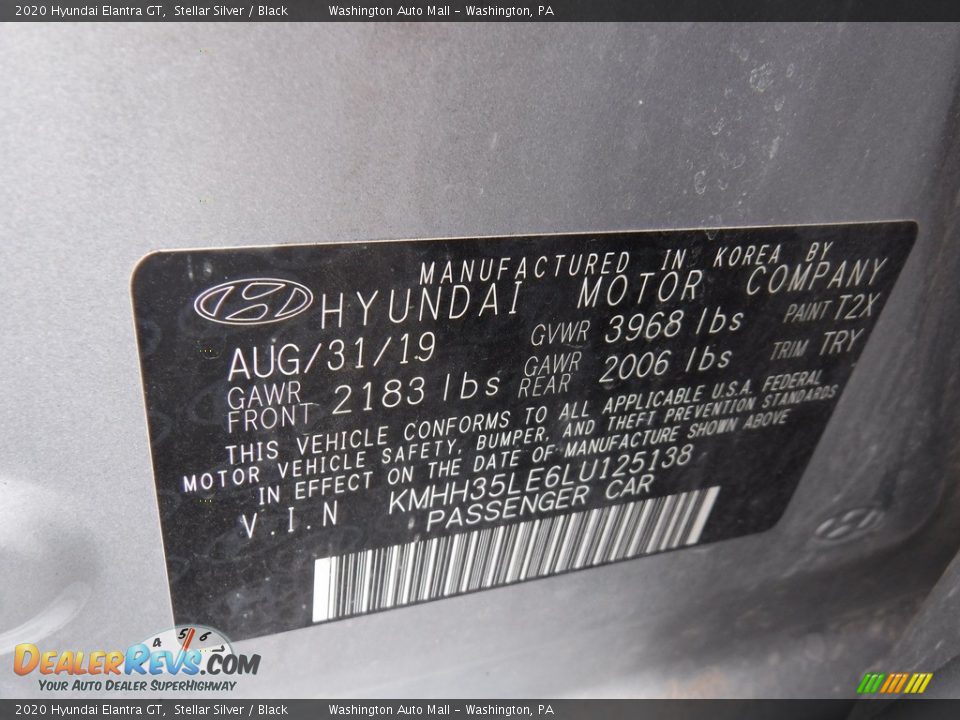 2020 Hyundai Elantra GT, Stellar Silver / Black Washington Auto Mall - Washington, PA
MANUFACTURED IN KOREA BY
HYUNDAI MOTOR COMPANY
AUG/31/19 GVWR 3968 lbs PAINT T2X
GAWR FRONT 2183 lbs GAWR REAR 2006 lbs TRIM TRY
THIS VEHICLE CONFORMS TO ALL APPLICABLE U.S.A. FEDERAL
MOTOR VEHICLE SAFETY, BUMPER, AND THEFT PREVENTION STANDARDS
IN EFFECT ON THE DATE OF MANUFACTURE SHOWN ABOVE
V.I.N KMHH35LE6LU125138
PASSENGER CAR
4 5 6 7
DEALERREVS.COM
YOUR AUTO DEALER SUPERHIGHWAY
2020 Hyundai Elantra GT, Stellar Silver / Black Washington Auto Mall - Washington, PA